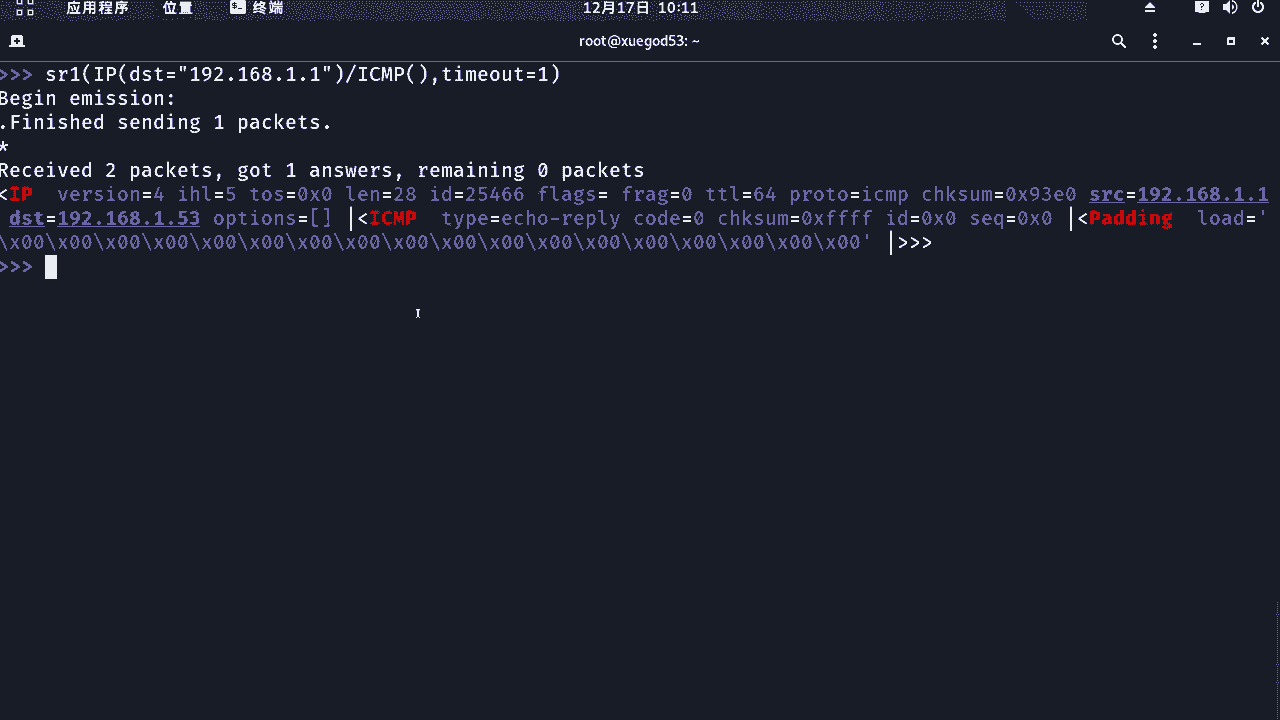 应用程序 位置 终端 12月17日 10:11
root@xuegod53: ~
>>> sr1(IP(dst="192.168.1.1")/ICMP(),timeout=1)
Begin emission:
.Finished sending 1 packets.
*
Received 2 packets, got 1 answers, remaining 0 packets
<IP  version=4 ihl=5 tos=0x0 len=28 id=25466 flags= frag=0 ttl=64 proto=icmp chksum=0x93e0 src=192.168.1.1
 dst=192.168.1.53 options=[] |<ICMP  type=echo-reply code=0 chksum=0xffff id=0x0 seq=0x0 |<Padding  load='
\x00\x00\x00\x00\x00\x00\x00\x00\x00\x00\x00\x00\x00\x00\x00\x00\x00\x00' |>>>
>>>